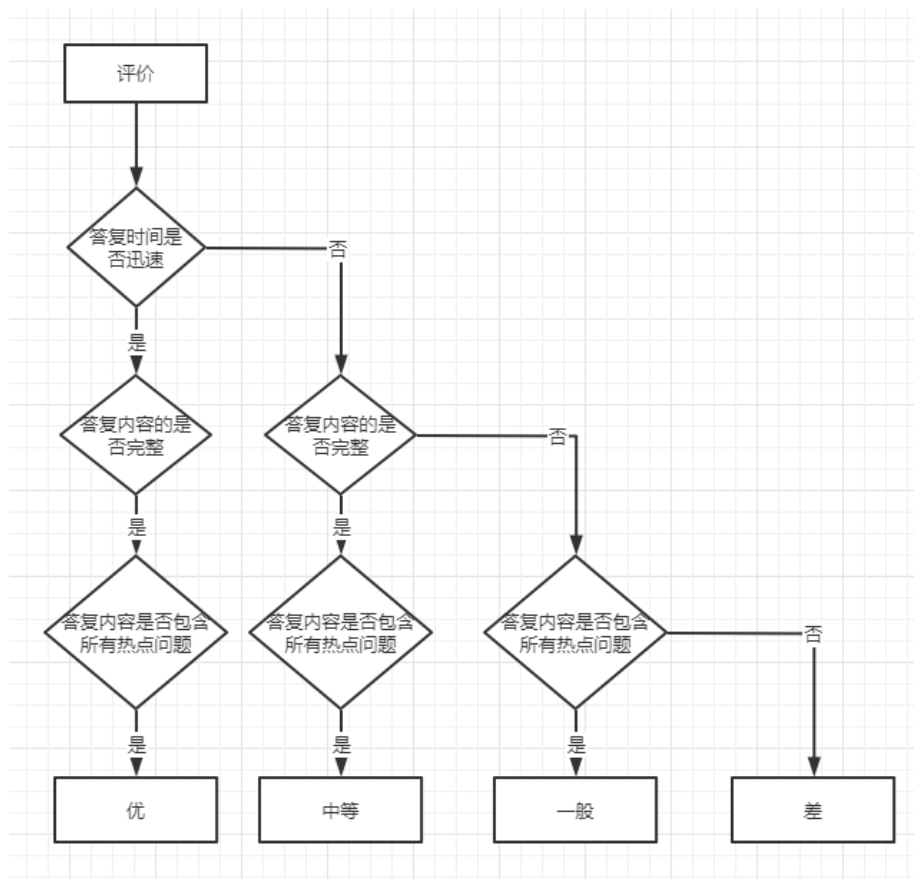 评价
答复时间是
否迅速
否
是
答复内容的是
否完整
答复内容的是
否完整
否
是
是
答复内容是否包含
所有热点问题
答复内容是否包含
所有热点问题
答复内容是否包含
所有热点问题
否
是
是
是
优
中等
一般
差